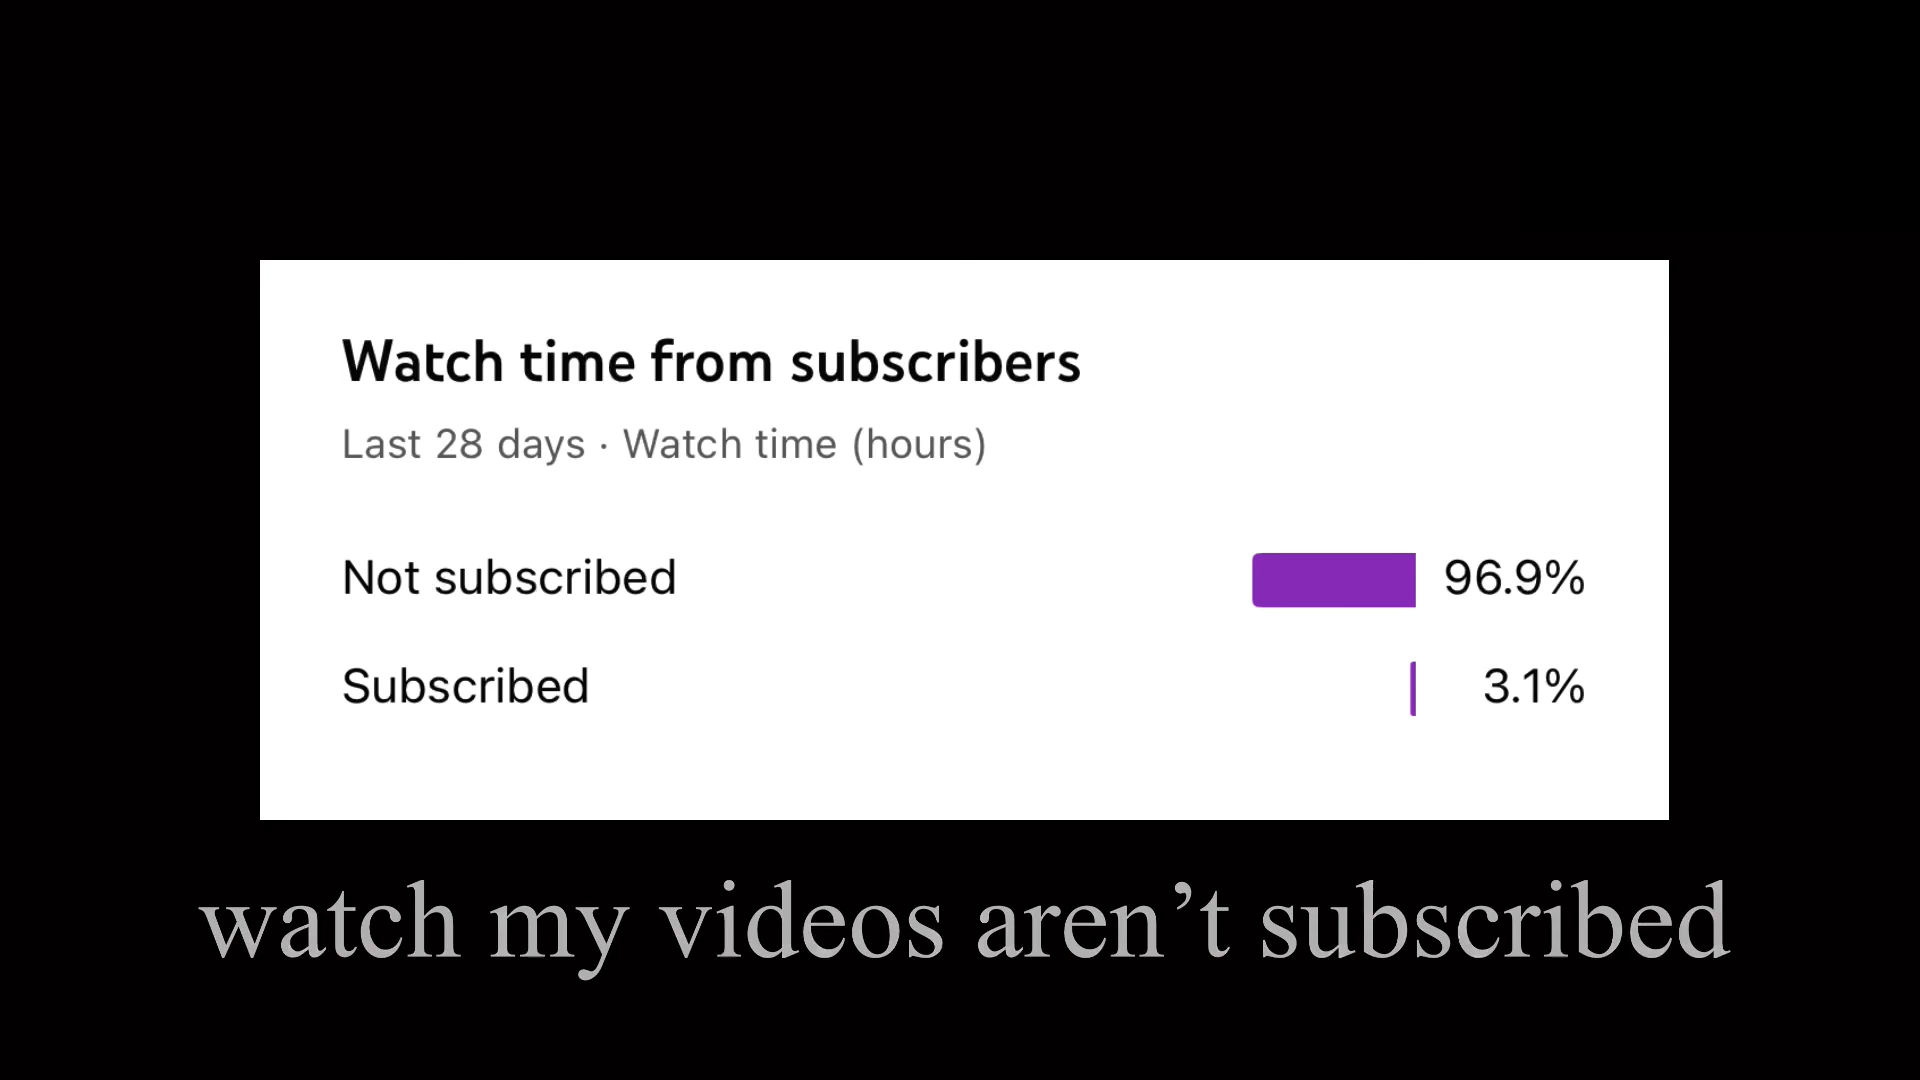 Watch time from subscribers
Last 28 days · Watch time (hours)
Not subscribed 96.9%
Subscribed 3.1%
watch my videos aren’t subscribed